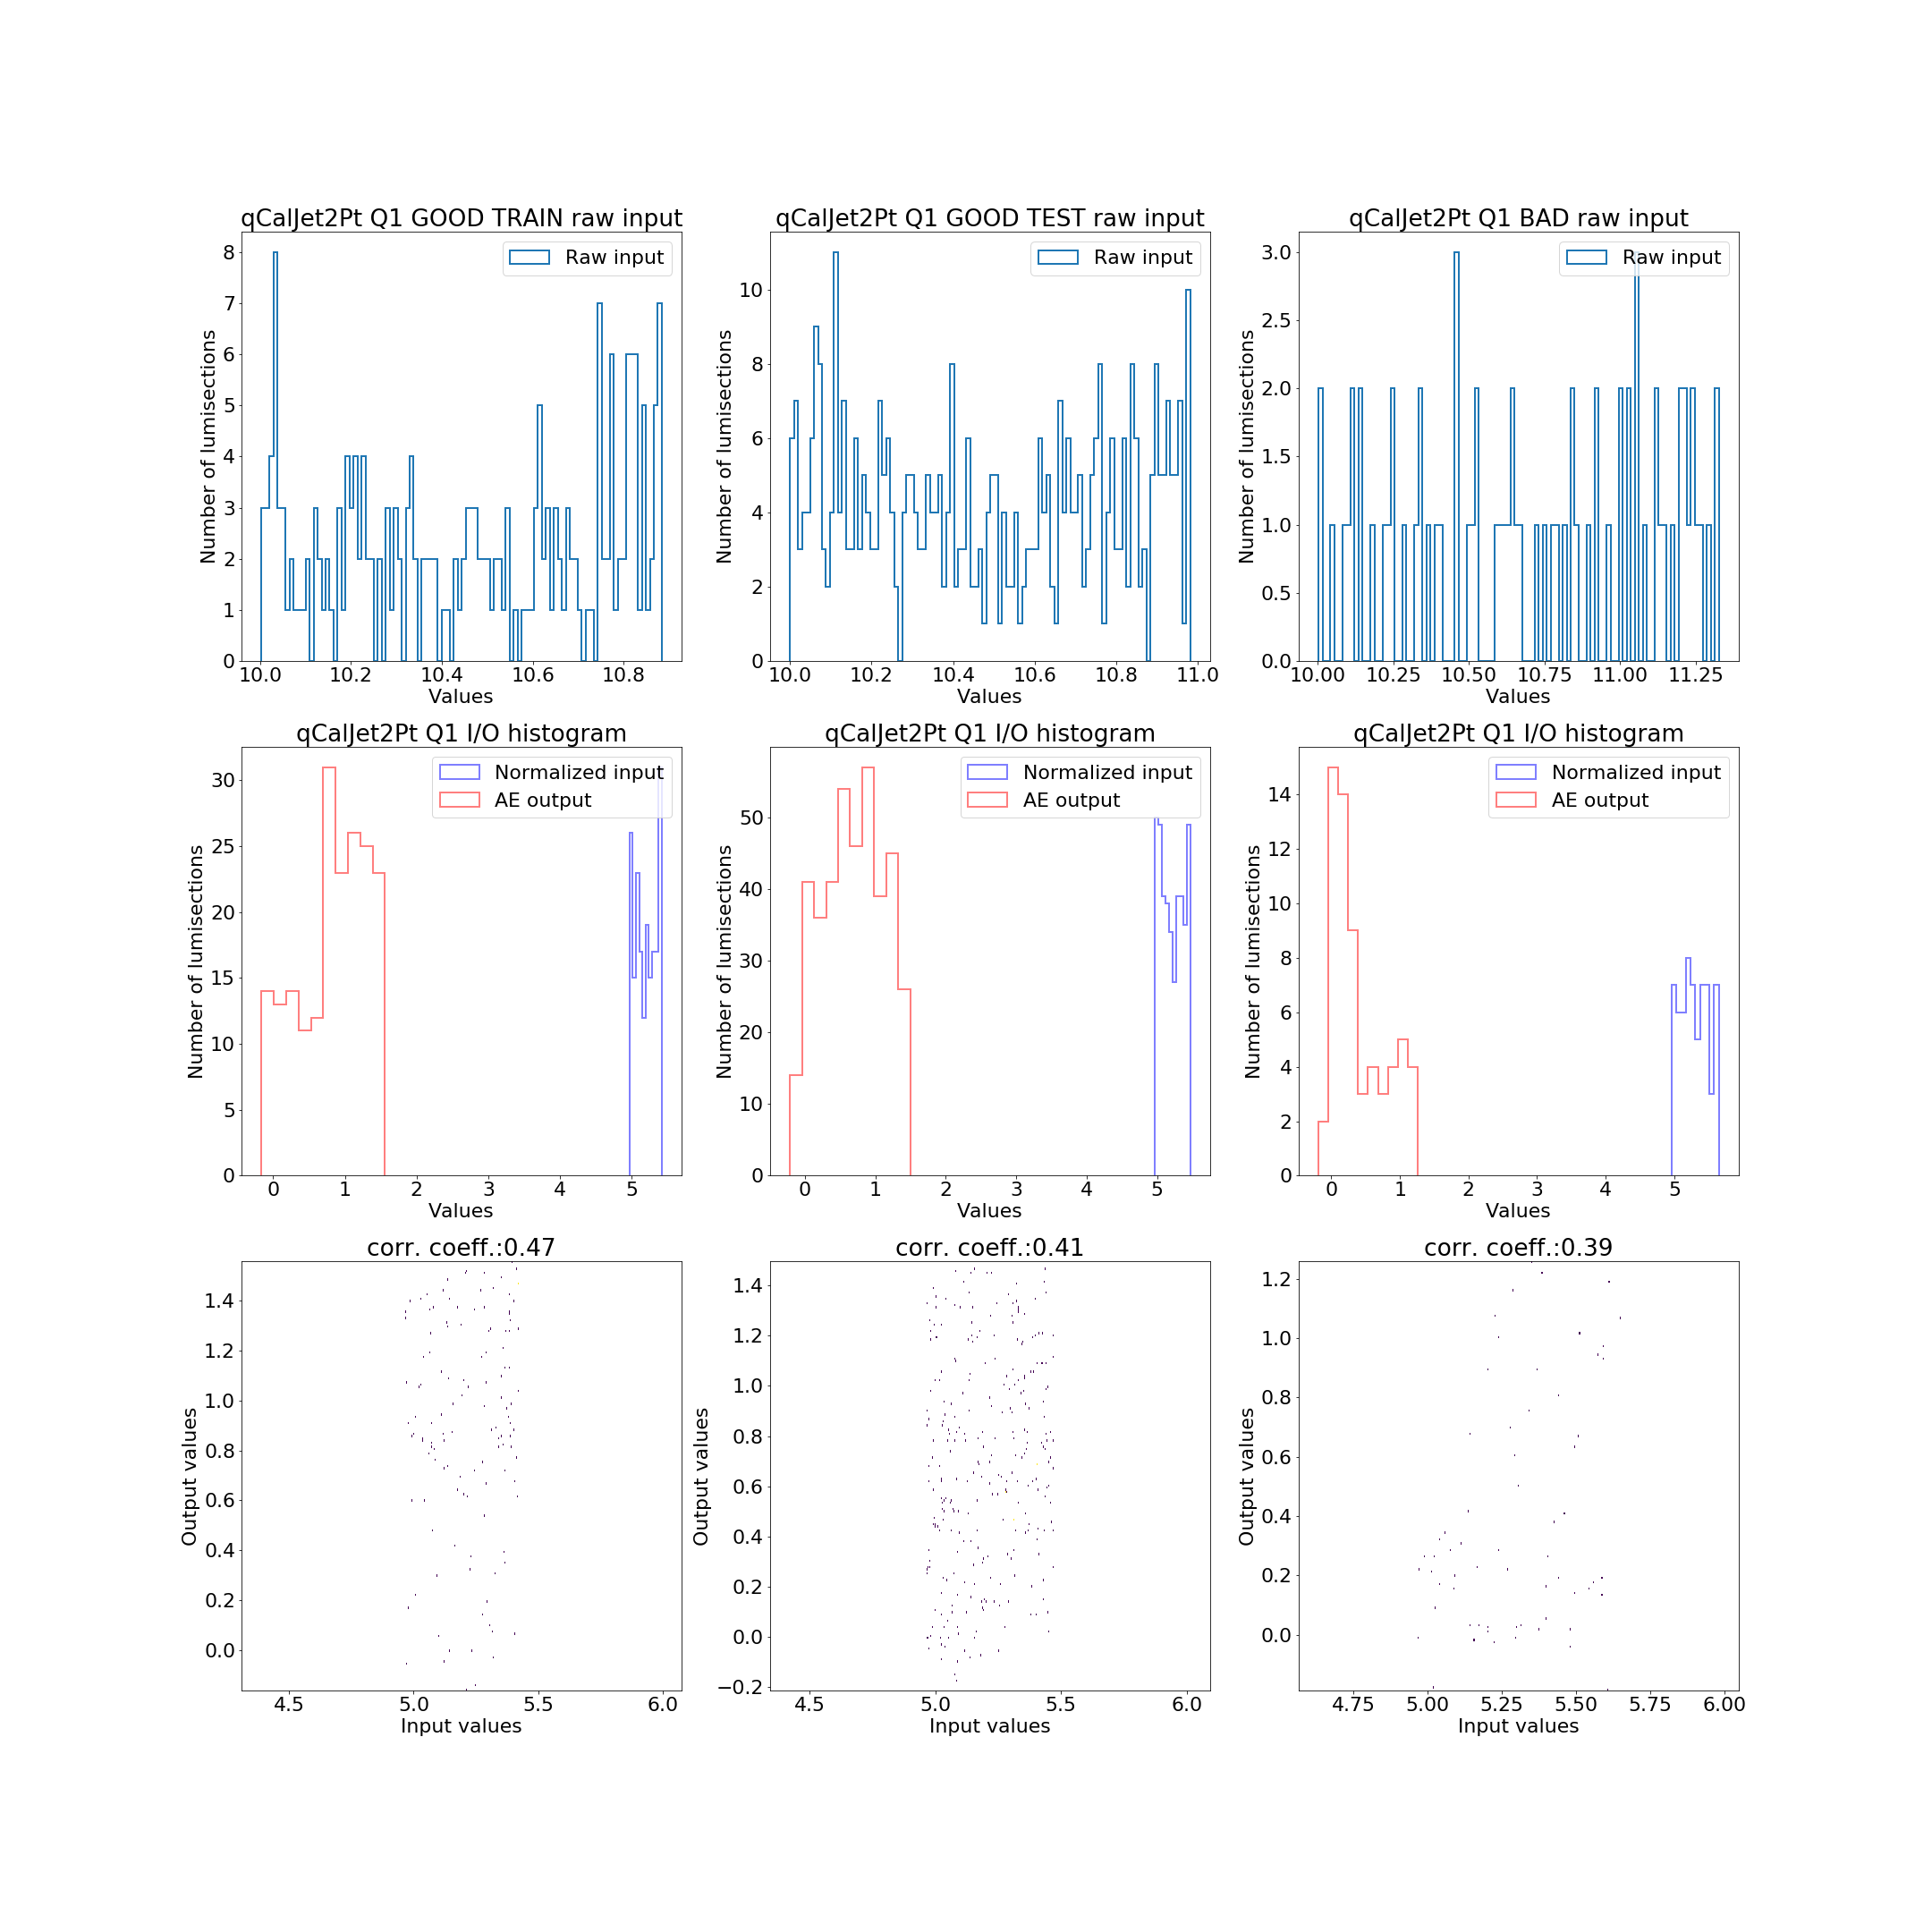 qCalJet2Pt Q1 GOOD TRAIN raw input
Raw input
Number of lumisections
0 1 2 3 4 5 6 7 8
10.0 10.2 10.4 10.6 10.8
Values
qCalJet2Pt Q1 GOOD TEST raw input
Raw input
Number of lumisections
0 2 4 6 8 10
10.0 10.2 10.4 10.6 10.8 11.0
Values
qCalJet2Pt Q1 BAD raw input
Raw input
Number of lumisections
0.0 0.5 1.0 1.5 2.0 2.5 3.0
10.00 10.25 10.50 10.75 11.00 11.25
Values
qCalJet2Pt Q1 I/O histogram
Normalized input
AE output
Number of lumisections
0 5 10 15 20 25 30
0 1 2 3 4 5
Values
qCalJet2Pt Q1 I/O histogram
Normalized input
AE output
Number of lumisections
0 10 20 30 40 50
0 1 2 3 4 5
Values
qCalJet2Pt Q1 I/O histogram
Normalized input
AE output
Number of lumisections
0 2 4 6 8 10 12 14
0 1 2 3 4 5
Values
corr. coeff.:0.47
Output values
0.0 0.2 0.4 0.6 0.8 1.0 1.2 1.4
4.5 5.0 5.5 6.0
Input values
corr. coeff.:0.41
Output values
−0.2 0.0 0.2 0.4 0.6 0.8 1.0 1.2 1.4
4.5 5.0 5.5 6.0
Input values
corr. coeff.:0.39
Output values
0.0 0.2 0.4 0.6 0.8 1.0 1.2
4.75 5.00 5.25 5.50 5.75 6.00
Input values